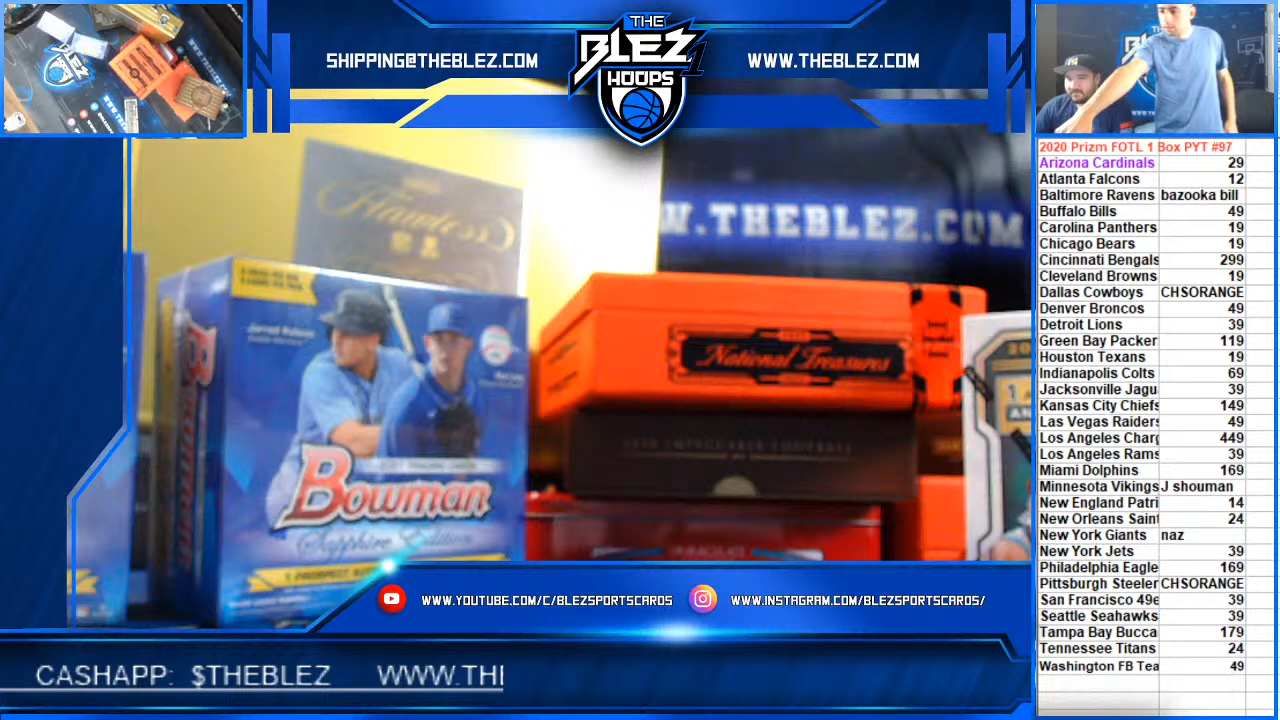 SHIPPING@THEBLEZ.COM
THE
BLEZ 1
HOOPS
WWW.THEBLEZ.COM
Flawless
W.THEBLEZ.COM
National Treasures
IMMACULATE
Bowman
Bowman
Sapphire Edition
WWW.YOUTUBE.COM/C/BLEZSPORTSCARDS
WWW.INSTAGRAM.COM/BLEZSPORTSCARDS/
CASHAPP: $THEBLEZ WWW.THE
2020 Prizm FOTL 1 Box PYT #97
Arizona Cardinals 29
Atlanta Falcons 12
Baltimore Ravens bazooka bill
Buffalo Bills 49
Carolina Panthers 19
Chicago Bears 19
Cincinnati Bengals 299
Cleveland Browns 19
Dallas Cowboys CHSORANGE
Denver Broncos 49
Detroit Lions 39
Green Bay Packer 119
Houston Texans 19
Indianapolis Colts 69
Jacksonville Jagu 39
Kansas City Chiefs 149
Las Vegas Raiders 49
Los Angeles Charg 449
Los Angeles Rams 39
Miami Dolphins 169
Minnesota Vikings J shouman
New England Patri 14
New Orleans Saint 24
New York Giants naz
New York Jets 39
Philadelphia Eagle 169
Pittsburgh Steeler CHSORANGE
San Francisco 49e 39
Seattle Seahawks 39
Tampa Bay Bucca 179
Tennessee Titans 24
Washington FB Tea 49